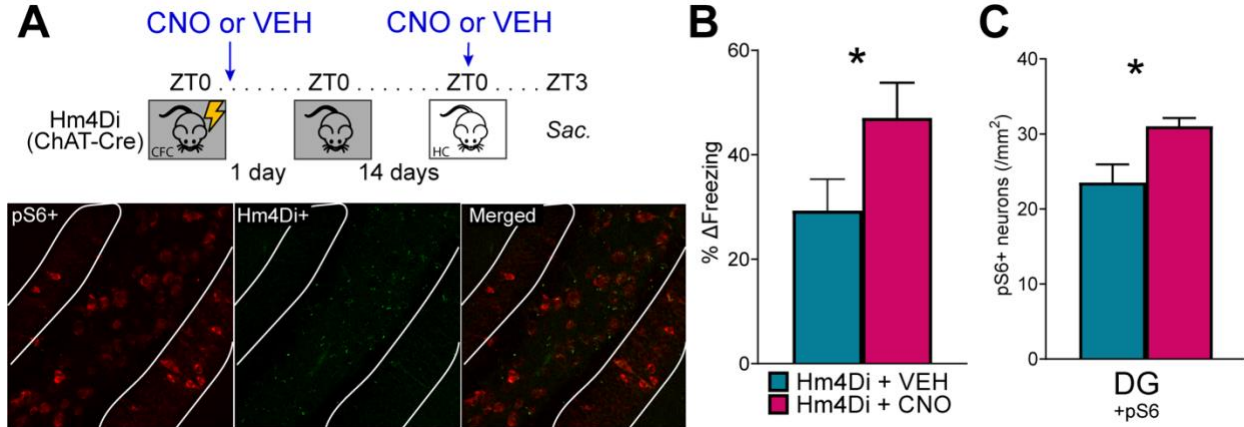 A
CNO or VEH
CNO or VEH
ZT0 . . . . . . . ZT0 . . . . . . . ZT0 . . . . ZT3
Hm4Di
(ChAT-Cre)
CFC
HC
Sac.
1 day
14 days
pS6+
Hm4Di+
Merged
B
% ΔFreezing
60
40
20
0
*
Hm4Di + VEH
Hm4Di + CNO
C
pS6+ neurons (/mm²)
40
30
20
10
0
*
DG
+pS6